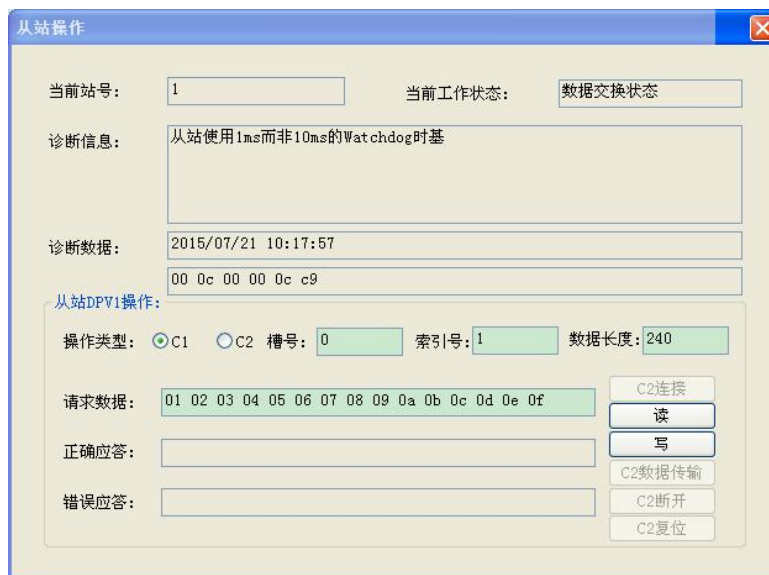 从站操作
当前站号: 1 当前工作状态: 数据交换状态
诊断信息: 从站使用1ms而非10ms的Watchdog时基
诊断数据: 2015/07/21 10:17:57
00 0c 00 00 0c c9
从站DPV1操作:
操作类型: C1 C2 槽号: 0 索引号: 1 数据长度: 240
C2连接
请求数据: 01 02 03 04 05 06 07 08 09 0a 0b 0c 0d 0e 0f
读
正确应答: 写
C2数据传输
错误应答: C2断开
C2复位